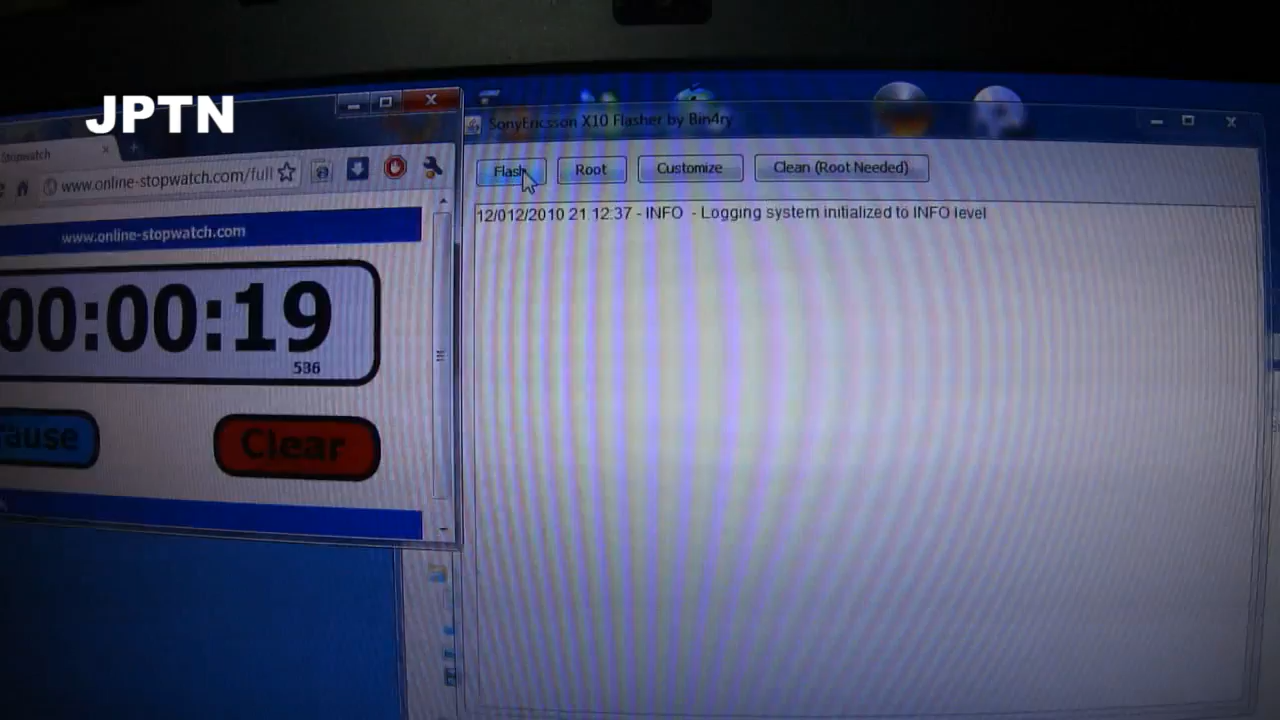 JPTN
Stopwatch
www.online-stopwatch.com/full
www.online-stopwatch.com
00:00:19
536
Clear
SonyEricsson X10 Flasher by Bin4ry
Flash
Root
Customize
Clean (Root Needed)
12/012/2010 21:12:37 - INFO - Logging system initialized to INFO level